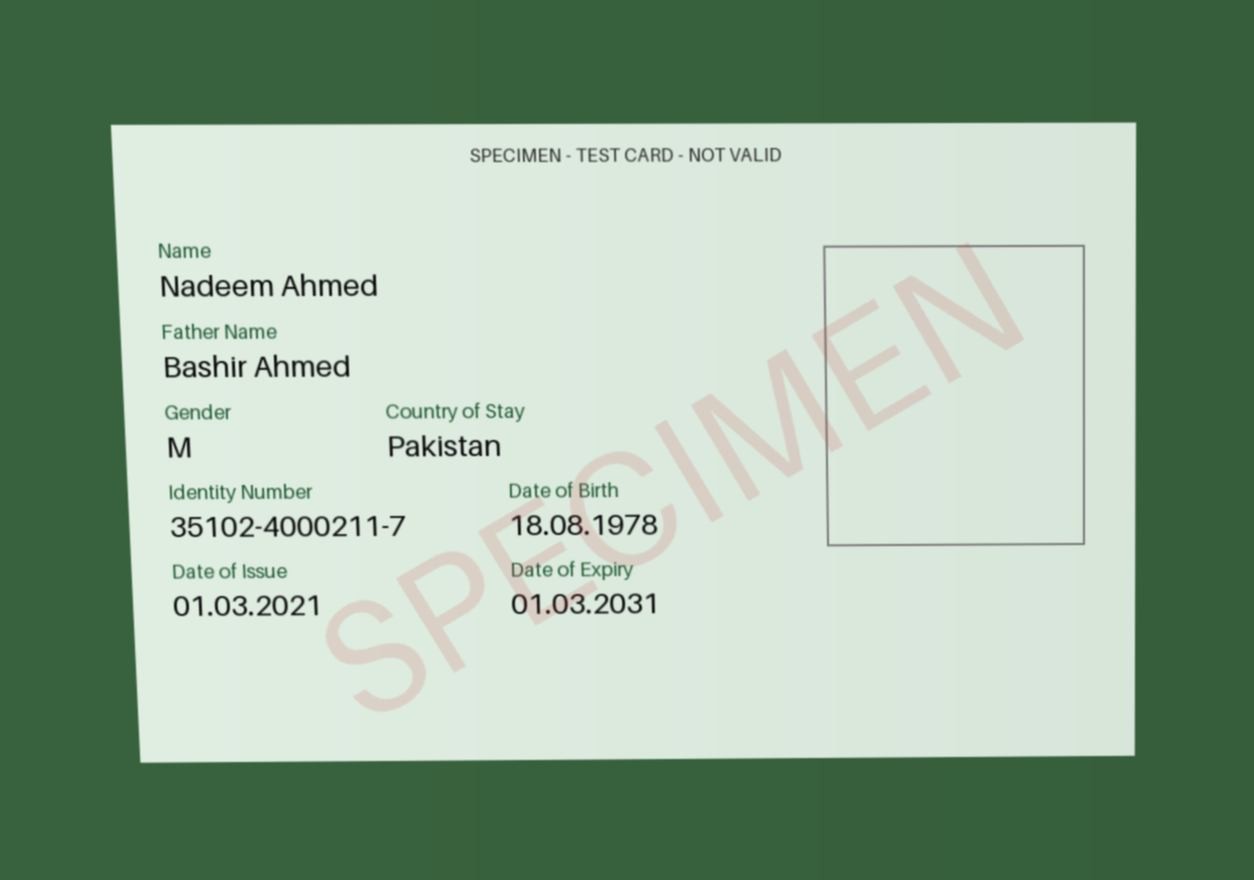 SPECIMEN - TEST CARD - NOT VALID
Name
Nadeem Ahmed
Father Name
Bashir Ahmed
Gender Country of Stay
M Pakistan
Identity Number Date of Birth
35102-4000211-7 18.08.1978
Date of Issue Date of Expiry
01.03.2021 01.03.2031
SPECIMEN